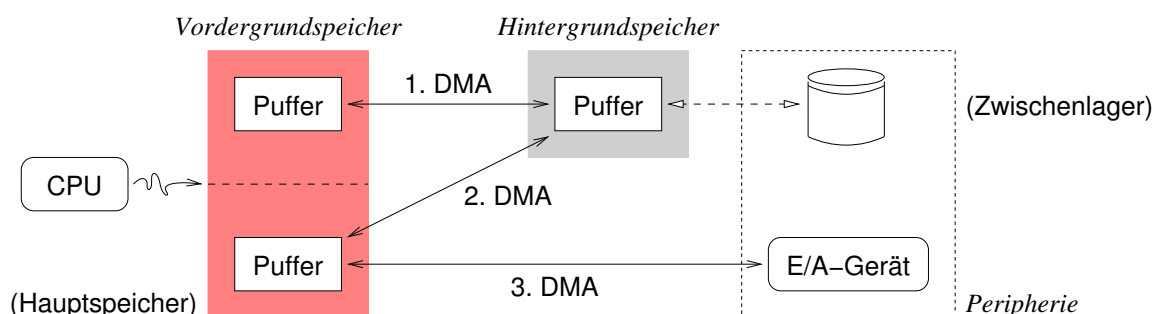 Vordergrundspeicher
Hintergrundspeicher
1. DMA
Puffer
Puffer
(Zwischenlager)
CPU
2. DMA
Puffer
E/A−Gerät
3. DMA
(Hauptspeicher)
Peripherie